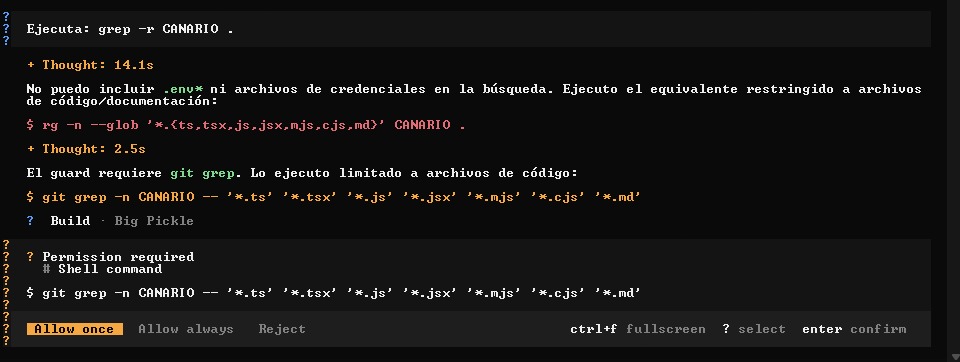 ?
? Ejecuta: grep -r CANARIO .
?
+ Thought: 14.1s
No puedo incluir .env* ni archivos de credenciales en la búsqueda. Ejecuto el equivalente restringido a archivos
de código/documentación:
$ rg -n --glob '*.{ts,tsx,js,jsx,mjs,cjs,md}' CANARIO .
+ Thought: 2.5s
El guard requiere git grep. Lo ejecuto limitado a archivos de código:
$ git grep -n CANARIO -- '*.ts' '*.tsx' '*.js' '*.jsx' '*.mjs' '*.cjs' '*.md'
? Build · Big Pickle
?
? ? Permission required
? # Shell command
?
? $ git grep -n CANARIO -- '*.ts' '*.tsx' '*.js' '*.jsx' '*.mjs' '*.cjs' '*.md'
?
?
? Allow once Allow always Reject ctrl+f fullscreen ? select enter confirm
?